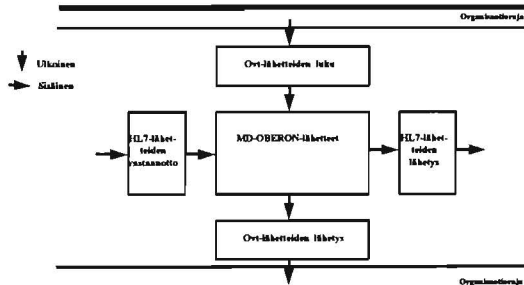 Organisaatioraja
Ulkoinen
Sisäinen
Ovt-lähetteiden luku
HL7-lähet-
teiden
vastaanotto
MD-OBERON-lähetteet
HL7-lähet-
teiden
lähetys
Ovt-lähetteiden lähetys
Organisaatioraja